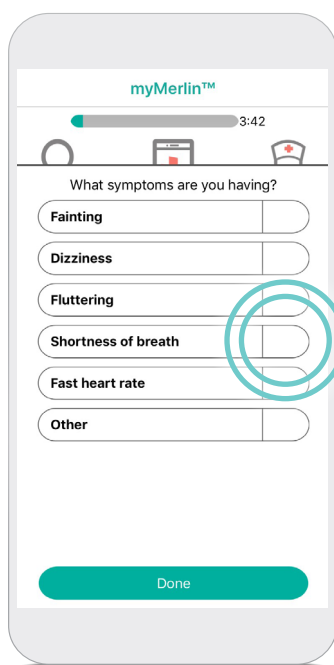 myMerlin™
3:42
What symptoms are you having?
Fainting
Dizziness
Fluttering
Shortness of breath
Fast heart rate
Other
Done